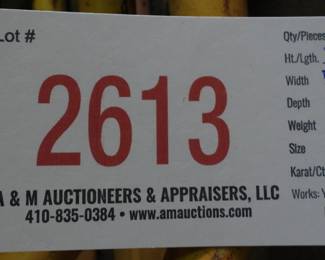 Lot #
2613
A & M AUCTIONEERS & APPRAISERS, LLC
410-835-0384 • www.amauctions.com
Qty/Pieces
Ht./Lgth.
Width
Depth
Weight
Size
Karat/Ct
Works: Y